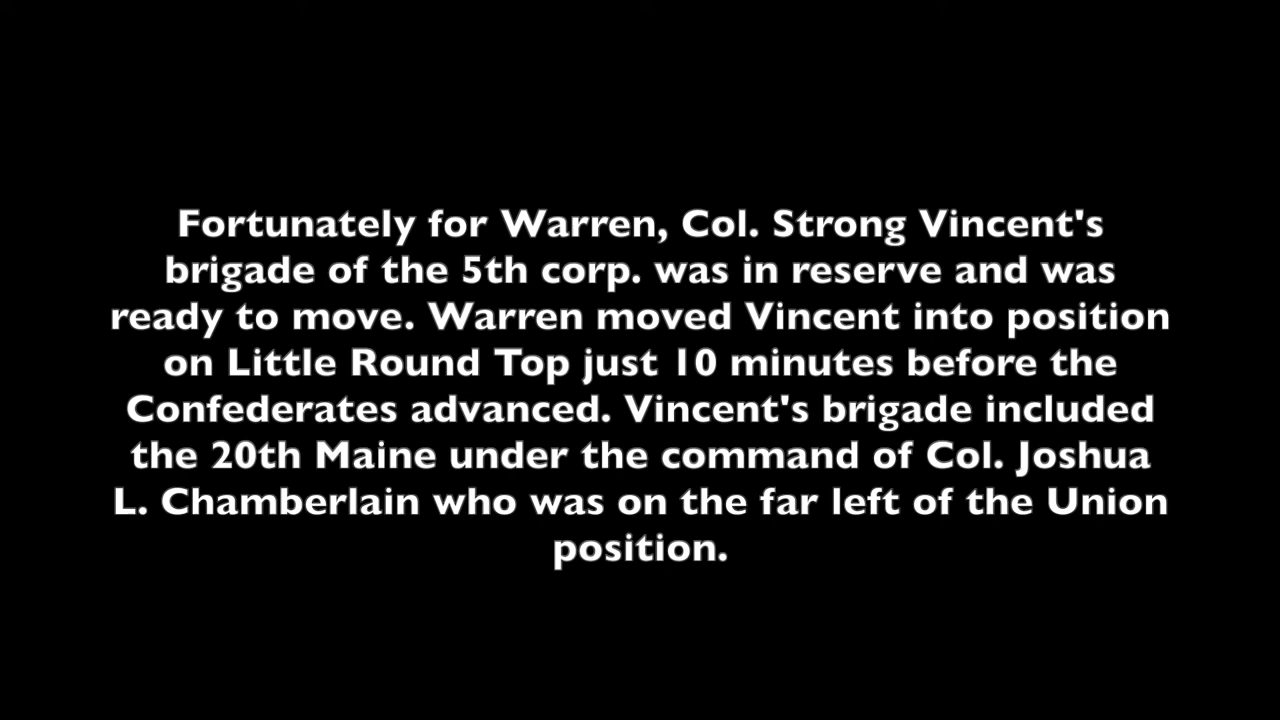 Fortunately for Warren, Col. Strong Vincent's
brigade of the 5th corp. was in reserve and was
ready to move. Warren moved Vincent into position
on Little Round Top just 10 minutes before the
Confederates advanced. Vincent's brigade included
the 20th Maine under the command of Col. Joshua
L. Chamberlain who was on the far left of the Union
position.